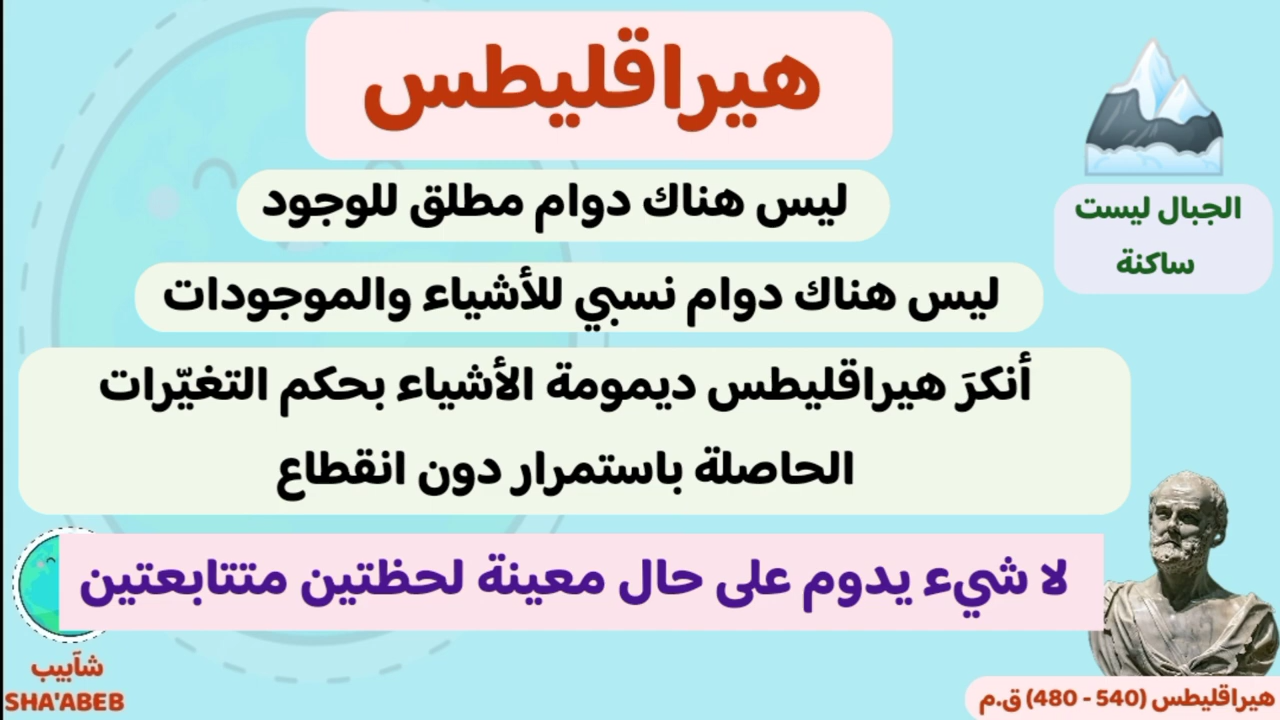 هيراقليطس
ليس هناك دوام مطلق للوجود
الجبال ليست
ساكنة
ليس هناك دوام نسبي للأشياء والموجودات
أنكرَ هيراقليطس ديمومة الأشياء بحكم التغيّرات
الحاصلة باستمرار دون انقطاع
لا شيء يدوم على حال معينة لحظتين متتابعتين
هيراقليطس (540 - 480) ق.م
شآبيب
SHA'ABEB